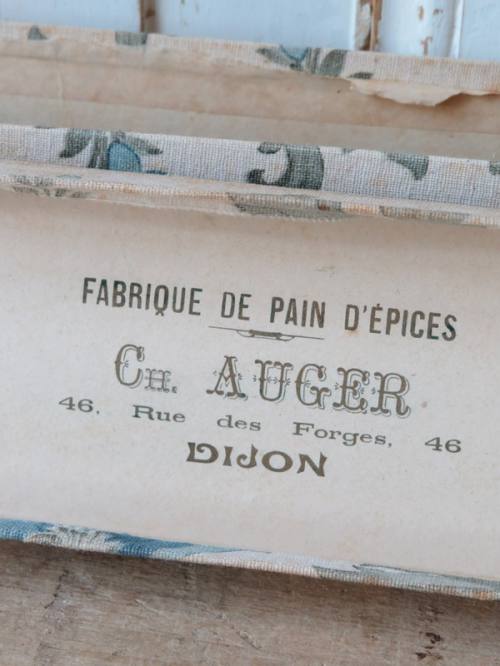 FABRIQUE DE PAIN D'ÉPICES
CH. AUGER
46, Rue des Forges, 46
DIJON